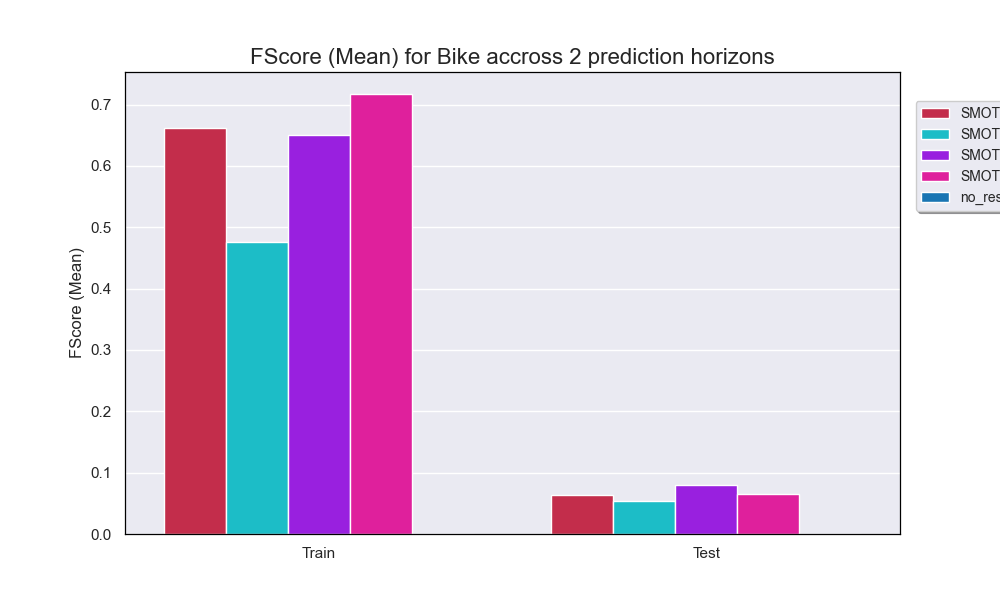 FScore (Mean) for Bike accross 2 prediction horizons
FScore (Mean)
0.7
0.6
0.5
0.4
0.3
0.2
0.1
0.0
Train
Test
SMOT
SMOT
SMOT
SMOT
no_res